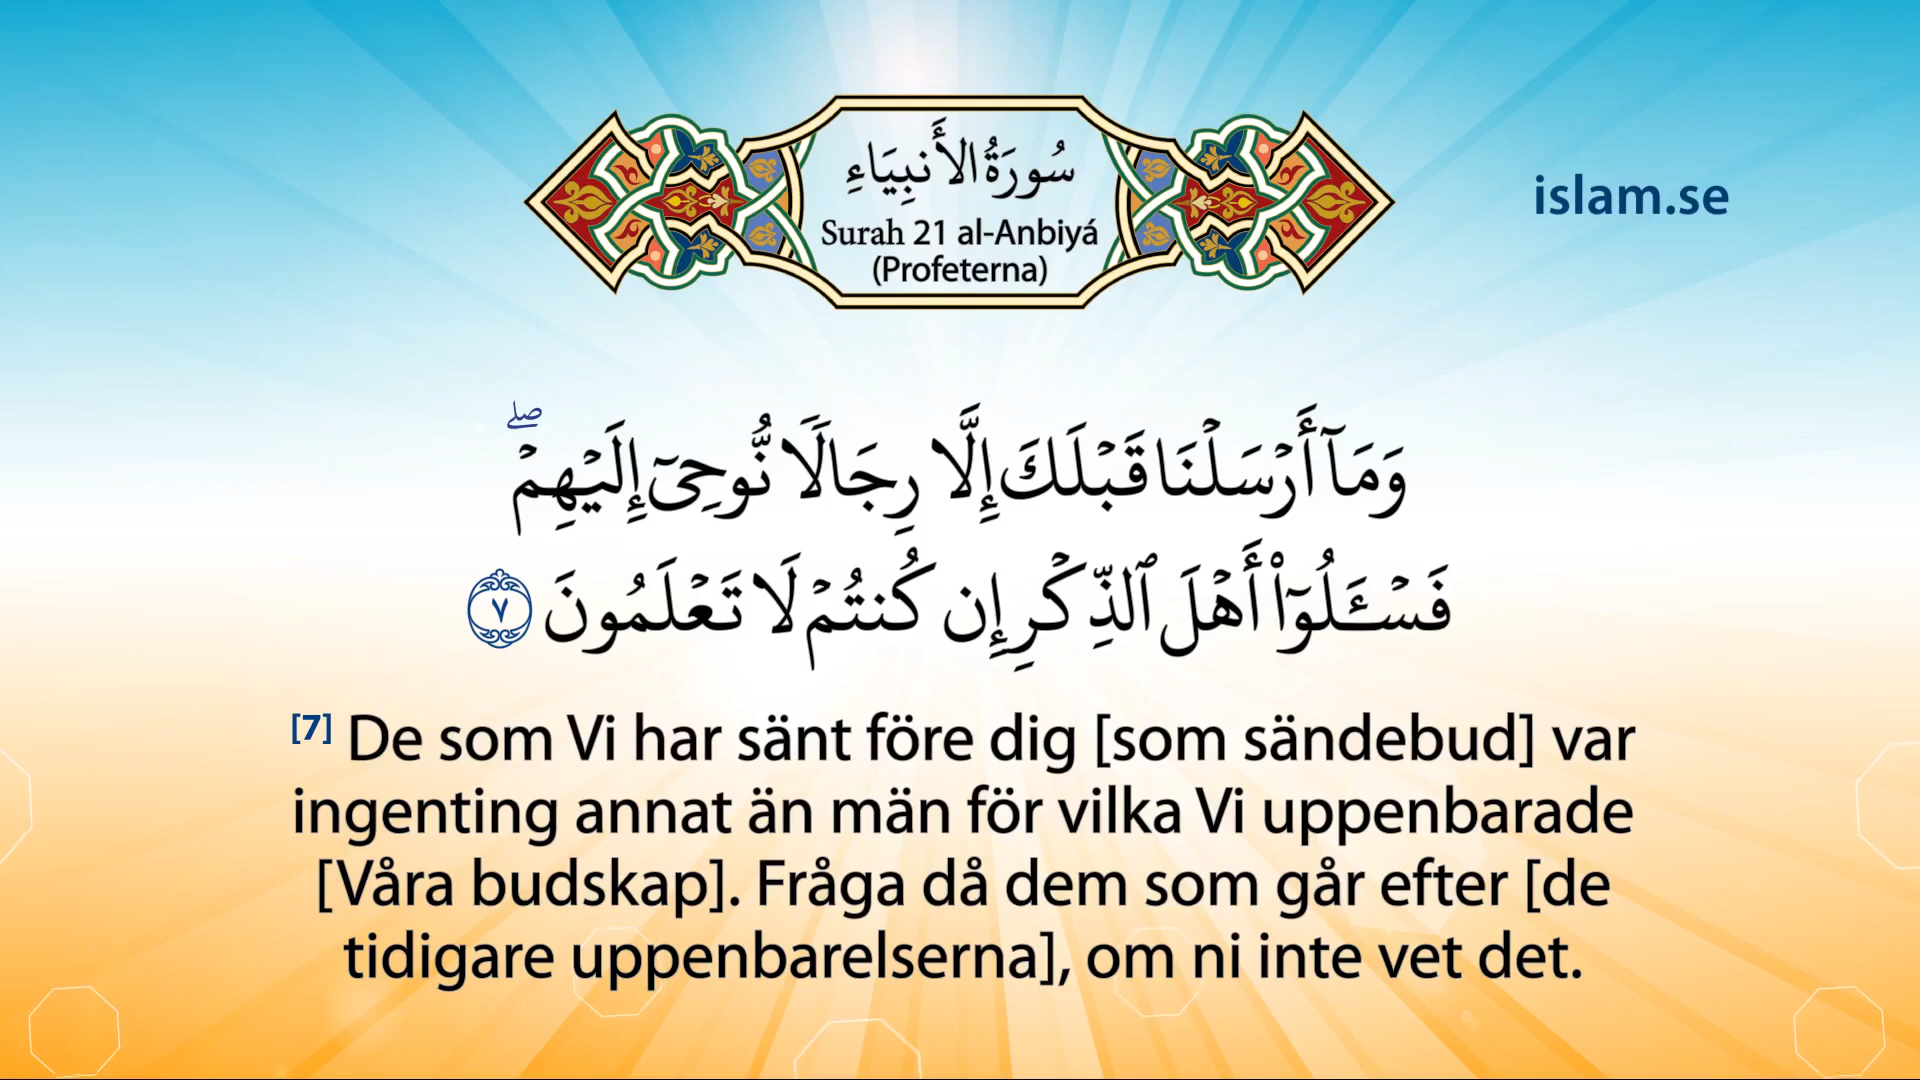 سُورَةُ الأَنبِيَاءِ
Surah 21 al-Anbiyá
(Profeterna)
islam.se
وَمَآ أَرۡسَلۡنَا قَبۡلَكَ إِلَّا رِجَالٗا نُّوحِيٓ إِلَيۡهِمۡۖ
فَسۡـَٔلُوٓاْ أَهۡلَ ٱلذِّكۡرِ إِن كُنتُمۡ لَا تَعۡلَمُونَ ٧
[7] De som Vi har sänt före dig [som sändebud] var
ingenting annat än män för vilka Vi uppenbarade
[Våra budskap]. Fråga då dem som går efter [de
tidigare uppenbarelserna], om ni inte vet det.